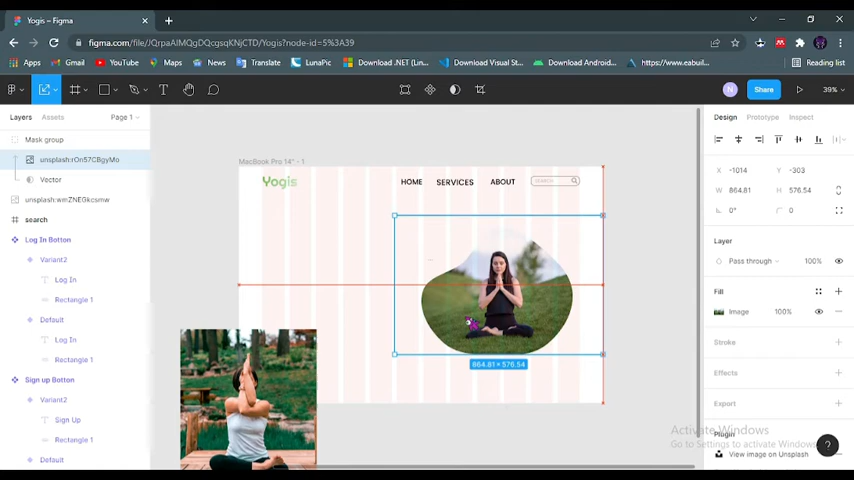 Yogis – Figma
figma.com/file/JQrpaAlMQgDQcgsqKNjCTD/Yogis?node-id=5%3A39
Apps
Gmail
YouTube
Maps
News
Translate
LunaPic
Download .NET (Lin...
Download Visual St...
Download Android...
https://www.eabuil...
Reading list
N
Share
39%
Layers
Assets
Page 1
Design
Prototype
Inspect
Mask group
unsplash:rOn57CBgyMo
Vector
unsplash:wmZNEGkosmw
search
Log In Botton
Variant2
Log In
Rectangle 1
Default
Log In
Rectangle 1
Sign up Botton
Variant2
Sign Up
Rectangle 1
Default
MacBook Pro 14" - 1
Yogis
HOME
SERVICES
ABOUT
SEARCH
864.81 × 576.54
X -1014
Y -303
W 864.81
H 576.54
0°
0
Layer
Pass through
100%
Fill
Image
100%
Stroke
Effects
Export
Plugin
View image on Unsplash
Activate Windows
Go to Settings to activate Windows.
?